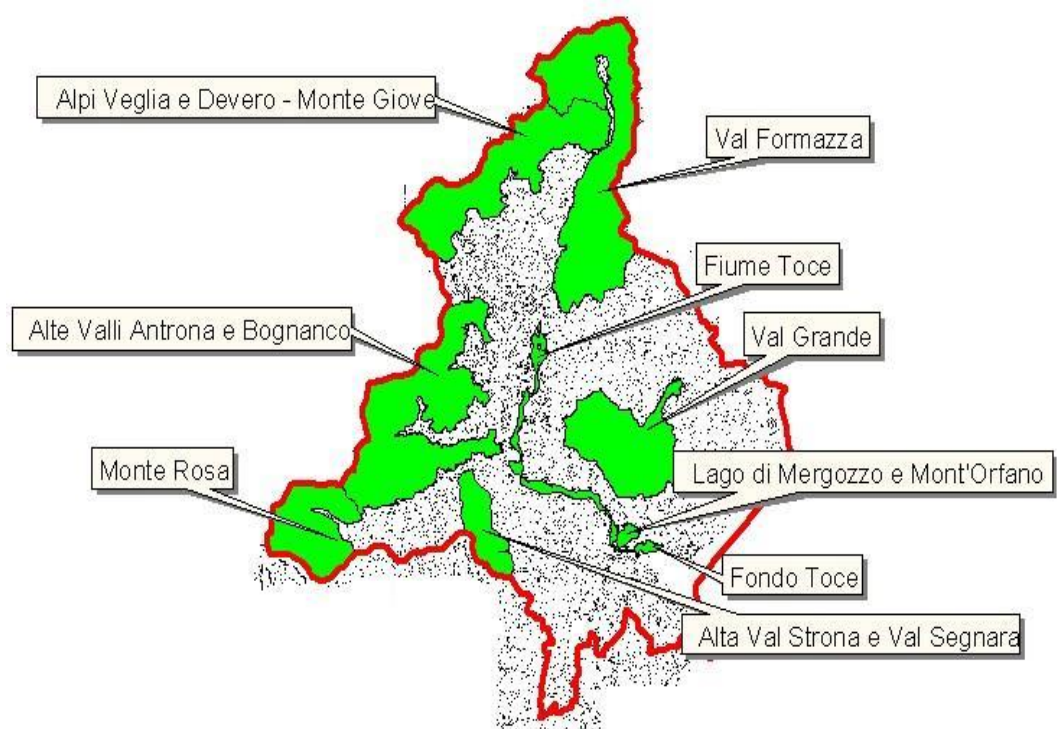 Alpi Veglia e Devero - Monte Giove
Val Formazza
Fiume Toce
Alte Valli Antrona e Bognanco
Val Grande
Monte Rosa
Lago di Mergozzo e Mont'Orfano
Fondo Toce
Alta Val Strona e Val Segnara